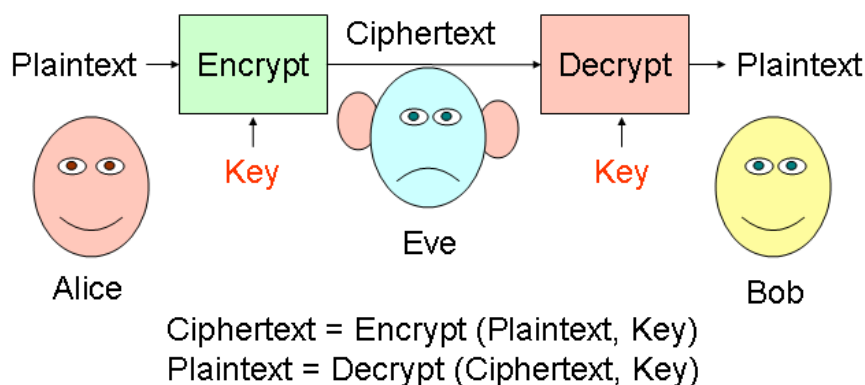 Ciphertext
Plaintext Encrypt Decrypt Plaintext
Key Key
Eve
Alice Bob
Ciphertext = Encrypt (Plaintext, Key)
Plaintext = Decrypt (Ciphertext, Key)